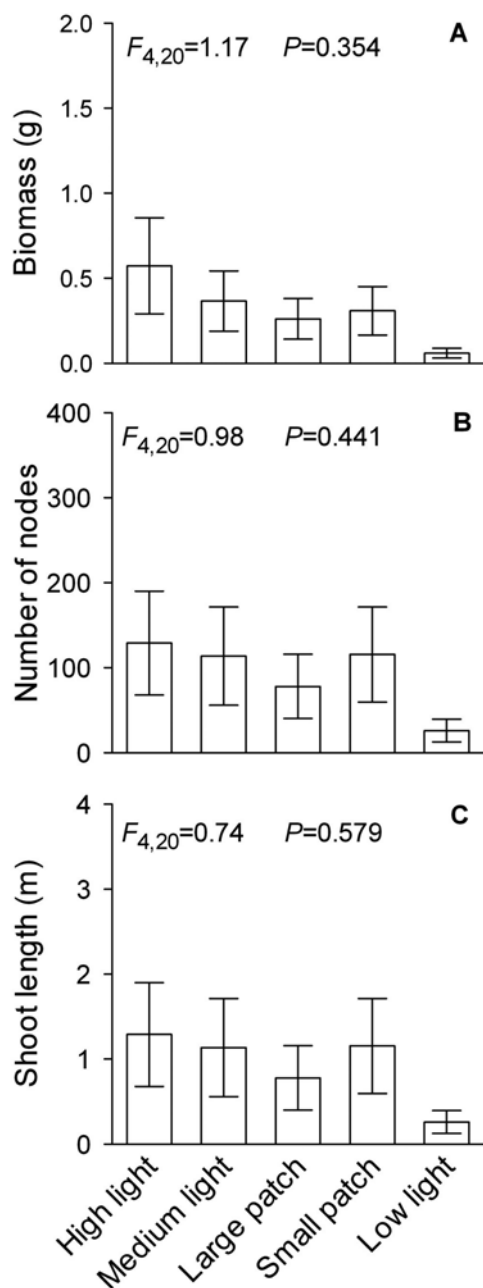 2.0
F4,20=1.17 P=0.354 A
1.5
Biomass (g)
1.0
0.5
0.0
400
F4,20=0.98 P=0.441 B
300
Number of nodes
200
100
0
4
F4,20=0.74 P=0.579 C
3
Shoot length (m)
2
1
0
High light
Medium light
Large patch
Small patch
Low light